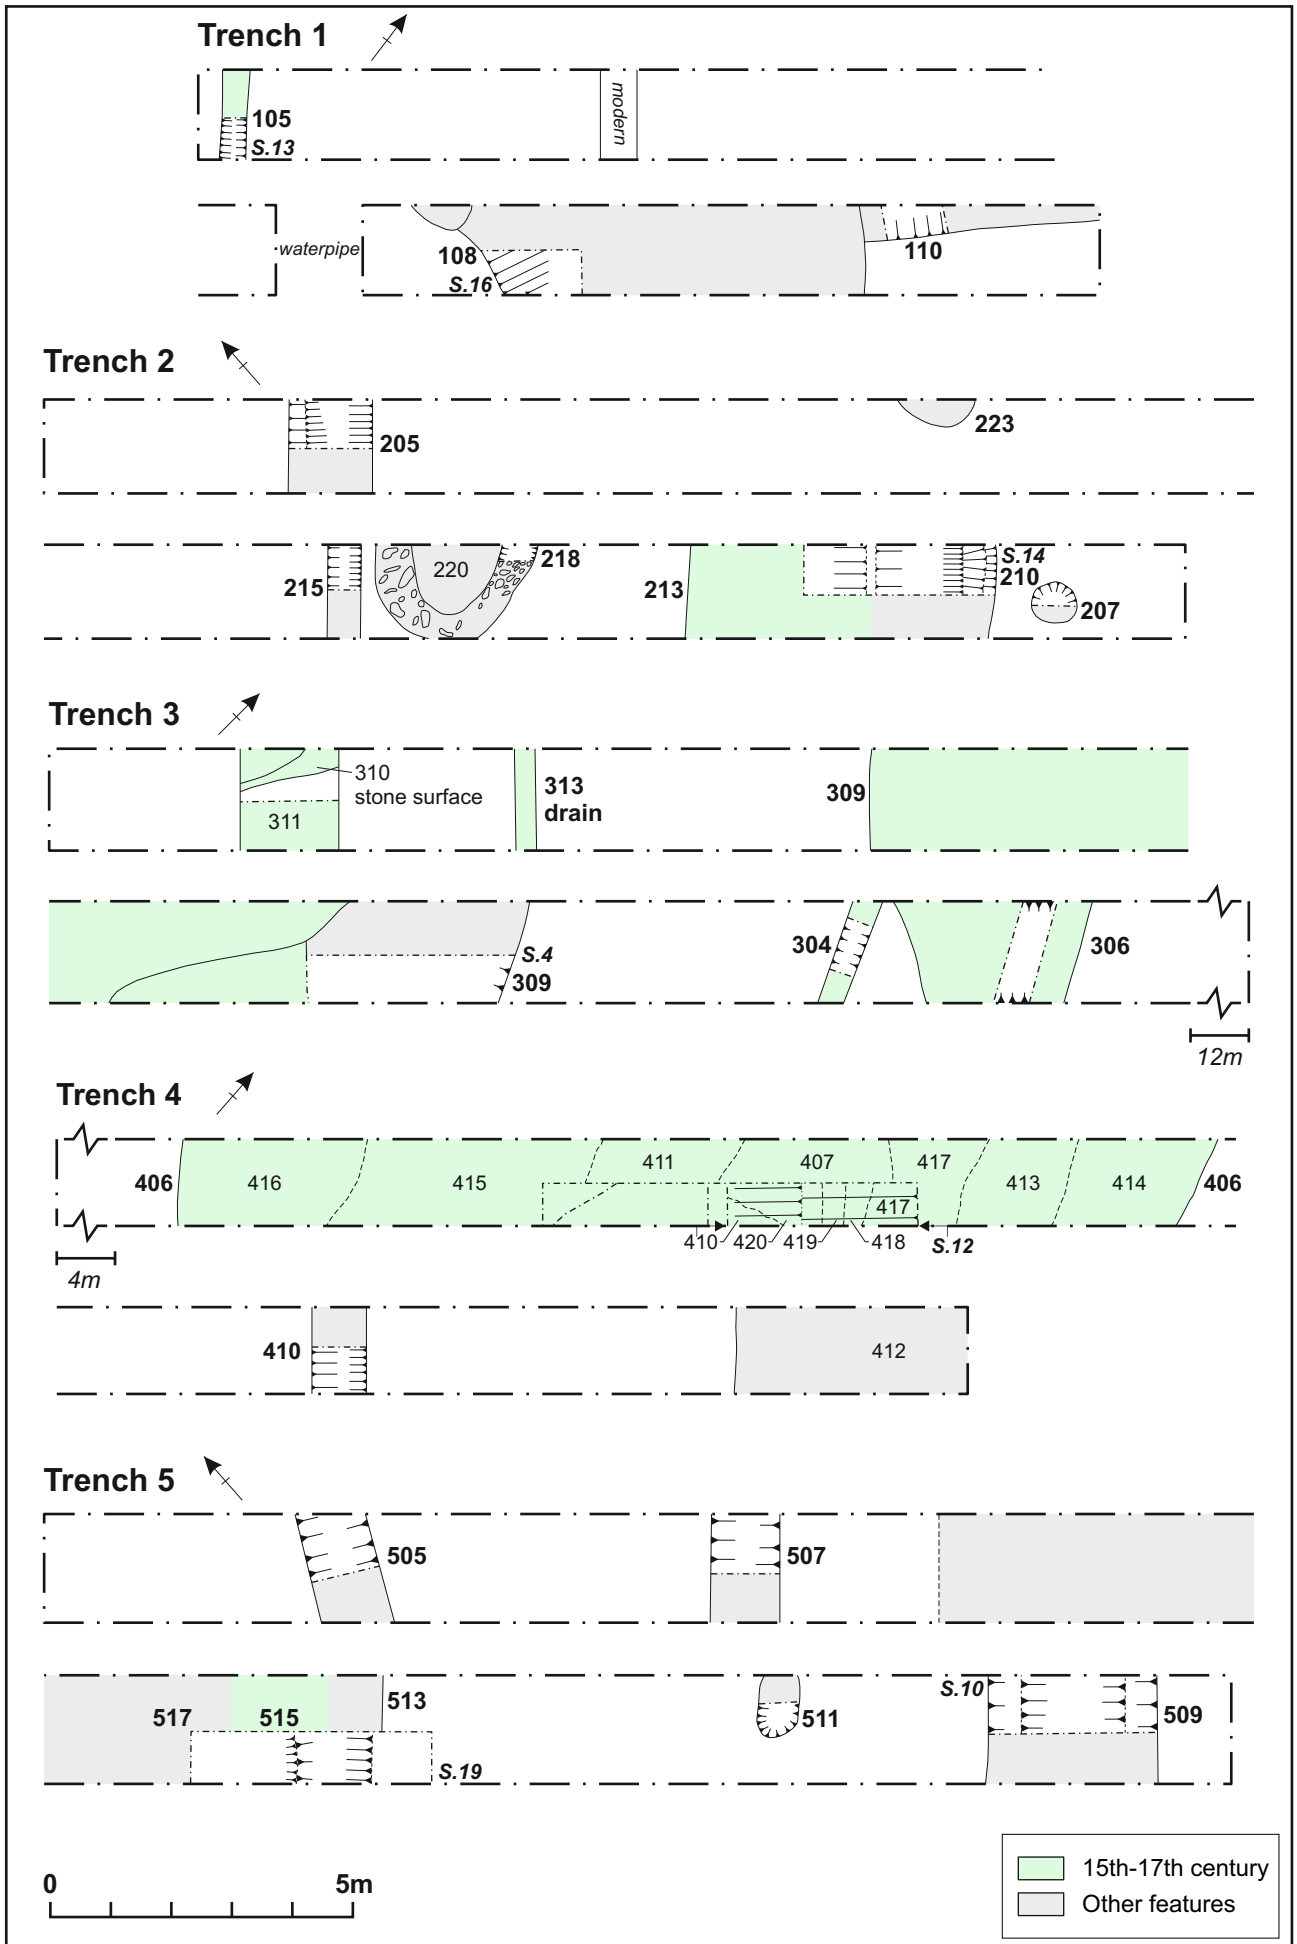 Trench 1
105
S.13
modern
waterpipe
108
S.16
110
Trench 2
205
223
215
220
218
213
S.14
210
207
Trench 3
310
stone surface
311
313
drain
309
304
S.4
309
306
12m
Trench 4
406
416
415
411
407
417
413
414
406
417
410
420
419
418
S.12
4m
410
412
Trench 5
505
507
517
515
513
S.19
511
S.10
509
0
5m
15th-17th century
Other features